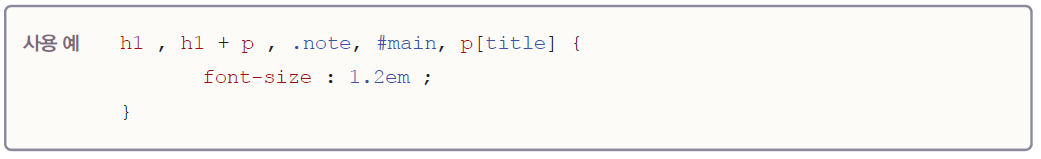 사용 예 h1 , h1 + p , .note, #main, p[title] {
font-size : 1.2em ;
}